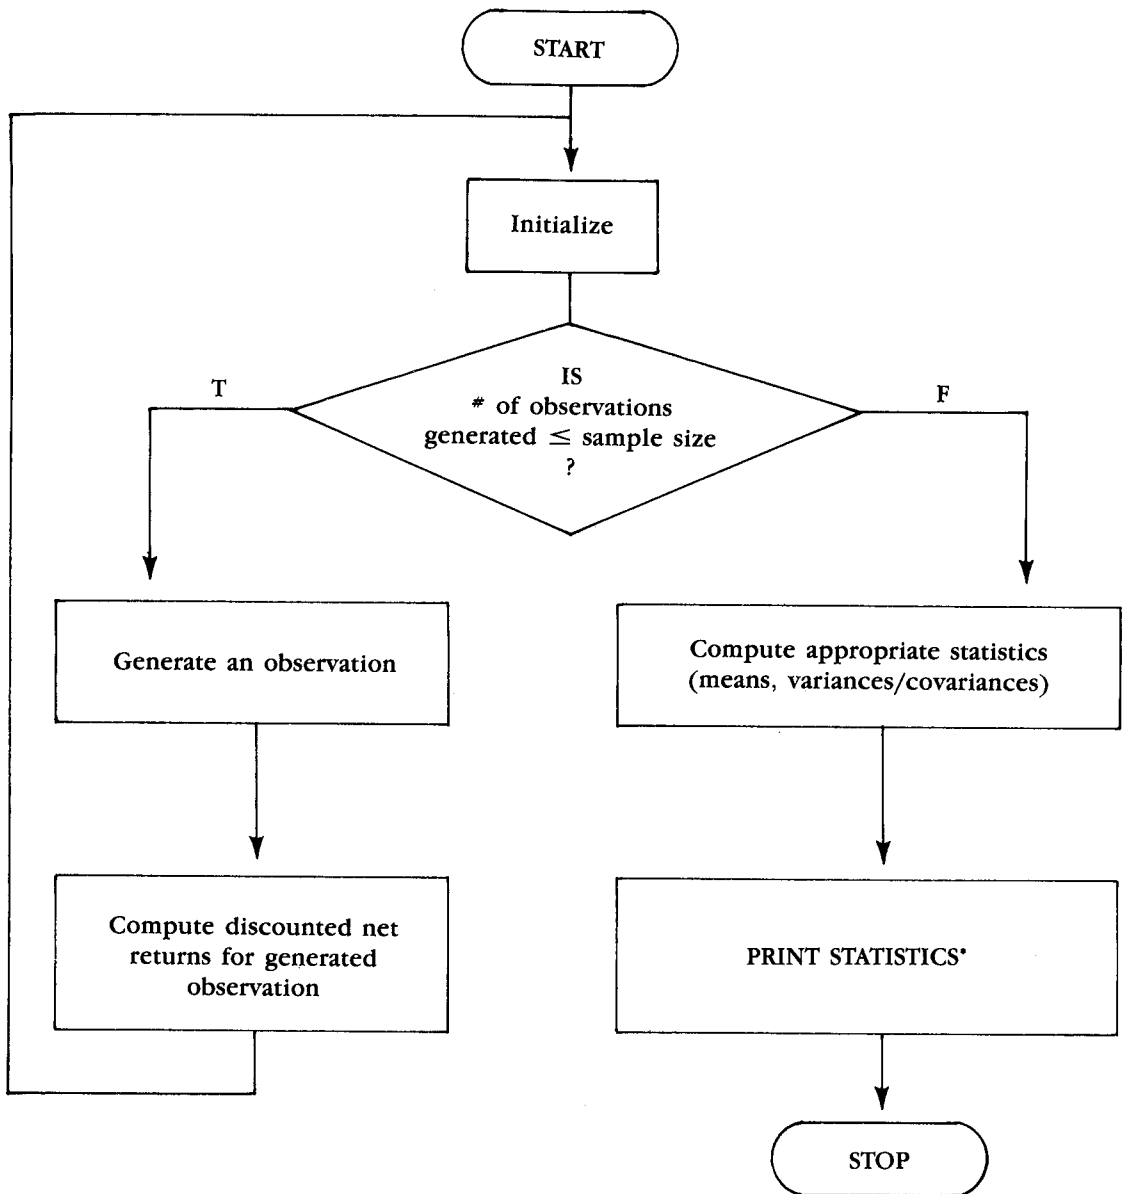 START
Initialize
T
IS
# of observations
generated ≤ sample size
?
F
Generate an observation
Compute appropriate statistics
(means, variances/covariances)
Compute discounted net
returns for generated
observation
PRINT STATISTICS*
STOP